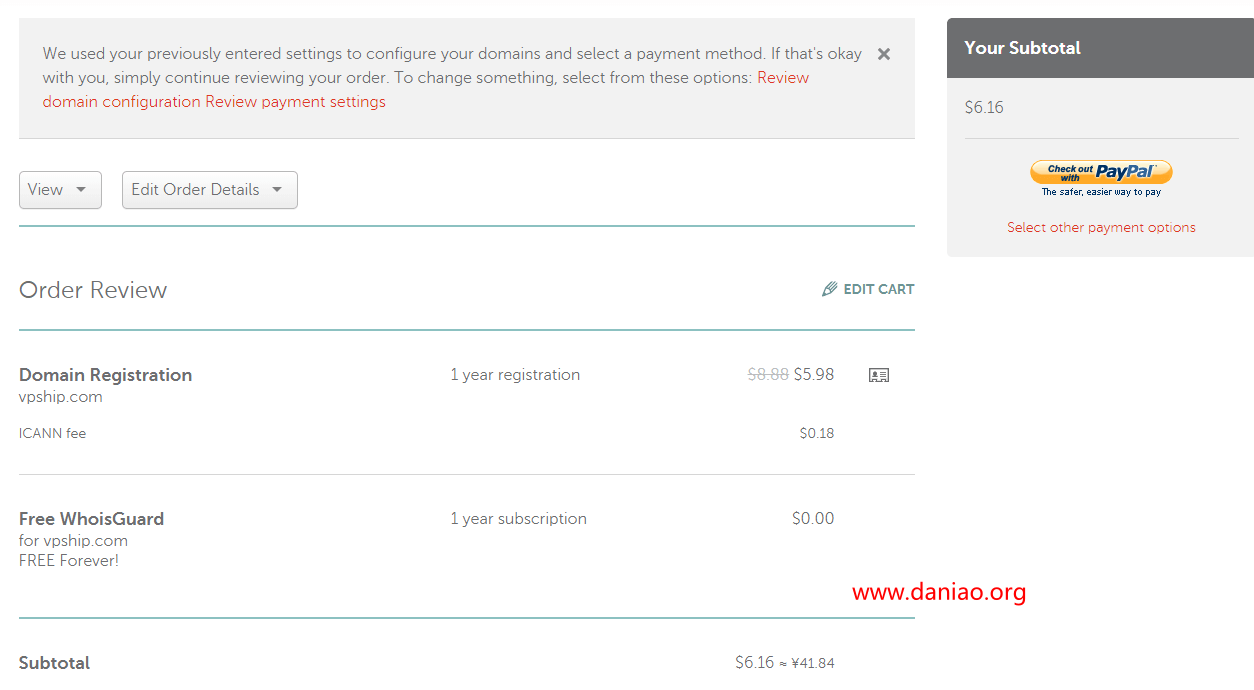 We used your previously entered settings to configure your domains and select a payment method. If that's okay
with you, simply continue reviewing your order. To change something, select from these options: Review
domain configuration Review payment settings
View
Edit Order Details
Order Review
EDIT CART
Domain Registration
1 year registration
$8.88 $5.98
vpship.com
ICANN fee
$0.18
Free WhoisGuard
1 year subscription
$0.00
for vpship.com
FREE Forever!
www.daniao.org
Subtotal
$6.16 ≈ ¥41.84
Your Subtotal
$6.16
Check out
with
PayPal
The safer, easier way to pay
Select other payment options